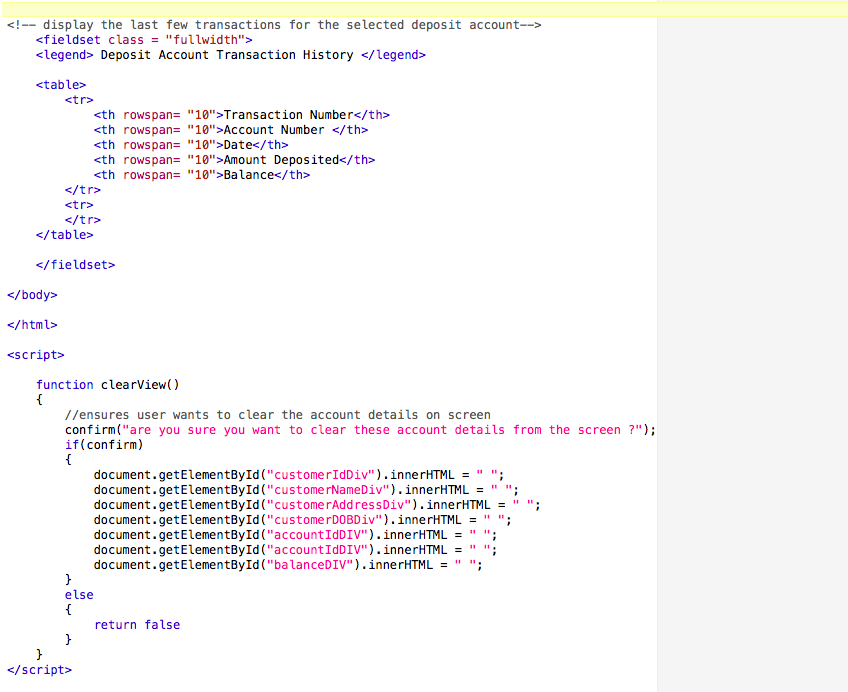 <!-- display the last few transactions for the selected deposit account-->
<fieldset class = "fullwidth">
<legend> Deposit Account Transaction History </legend>
<table>
<tr>
<th rowspan= "10">Transaction Number</th>
<th rowspan= "10">Account Number </th>
<th rowspan= "10">Date</th>
<th rowspan= "10">Amount Deposited</th>
<th rowspan= "10">Balance</th>
</tr>
<tr>
</tr>
</table>
</fieldset>
</body>
</html>
<script>
function clearView()
{
//ensures user wants to clear the account details on screen
confirm("are you sure you want to clear these account details from the screen ?");
if(confirm)
{
document.getElementById("customerIdDiv").innerHTML = " ";
document.getElementById("customerNameDiv").innerHTML = " ";
document.getElementById("customerAddressDiv").innerHTML = " ";
document.getElementById("customerDOBDiv").innerHTML = " ";
document.getElementById("accountIdDIV").innerHTML = " ";
document.getElementById("accountIdDIV").innerHTML = " ";
document.getElementById("balanceDIV").innerHTML = " ";
}
else
{
return false
}
}
</script>